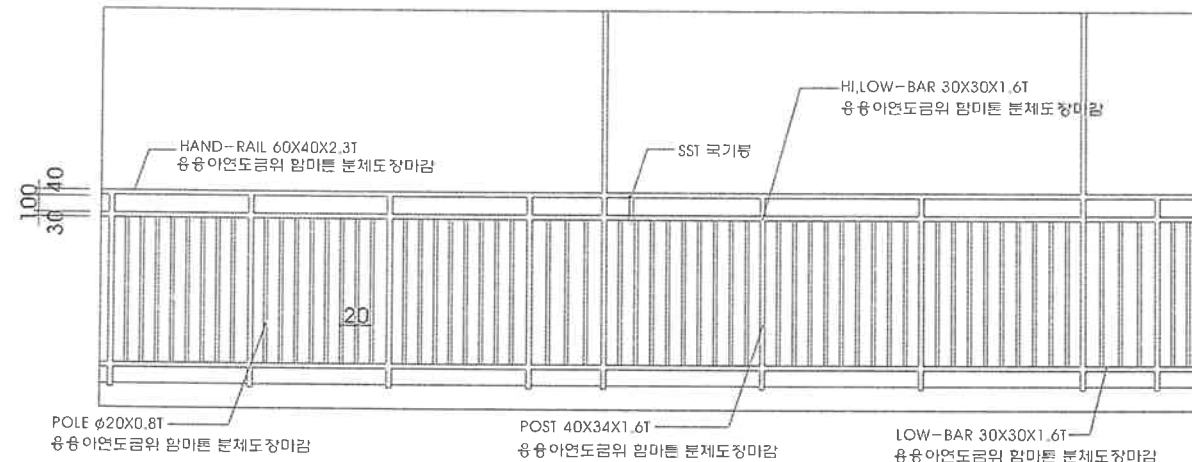 HI,LOW-BAR 30X30X1.6T
용융아연도금위 함마톤 분체도장마감
HAND-RAIL 60X40X2.3T
용융아연도금위 함마톤 분체도장마감
SST 국기봉
40
100
30
20
POLE ϕ20X0.8T
용융아연도금위 함마톤 분체도장마감
POST 40X34X1.6T
용융아연도금위 함마톤 분체도장마감
LOW-BAR 30X30X1.6T
용융아연도금위 함마톤 분체도장마감